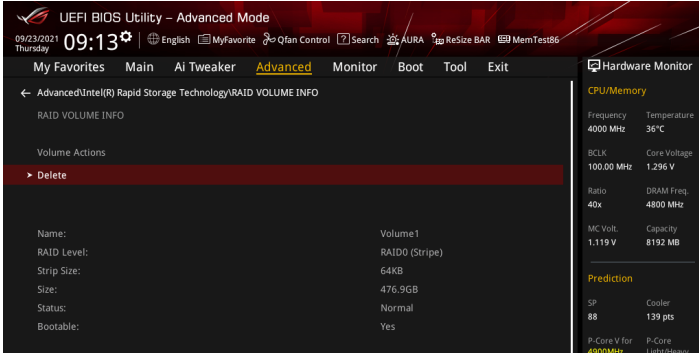 UEFI BIOS Utility – Advanced Mode
09/23/2021 Thursday 09:13 English MyFavorite Qfan Control ? Search AURA ReSize BAR MemTest86
My Favorites Main Ai Tweaker Advanced Monitor Boot Tool Exit
Hardware Monitor
← Advanced\Intel(R) Rapid Storage Technology\RAID VOLUME INFO
RAID VOLUME INFO
Volume Actions
> Delete
Name: Volume1
RAID Level: RAID0 (Stripe)
Strip Size: 64KB
Size: 476.9GB
Status: Normal
Bootable: Yes
CPU/Memory
Frequency Temperature
4000 MHz 36°C
BCLK Core Voltage
100.00 MHz 1.296 V
Ratio DRAM Freq.
40x 4800 MHz
MC Volt. Capacity
1.119 V 8192 MB
Prediction
SP Cooler
88 139 pts
P-Core V for P-Core
4900MHz Light/Heavy